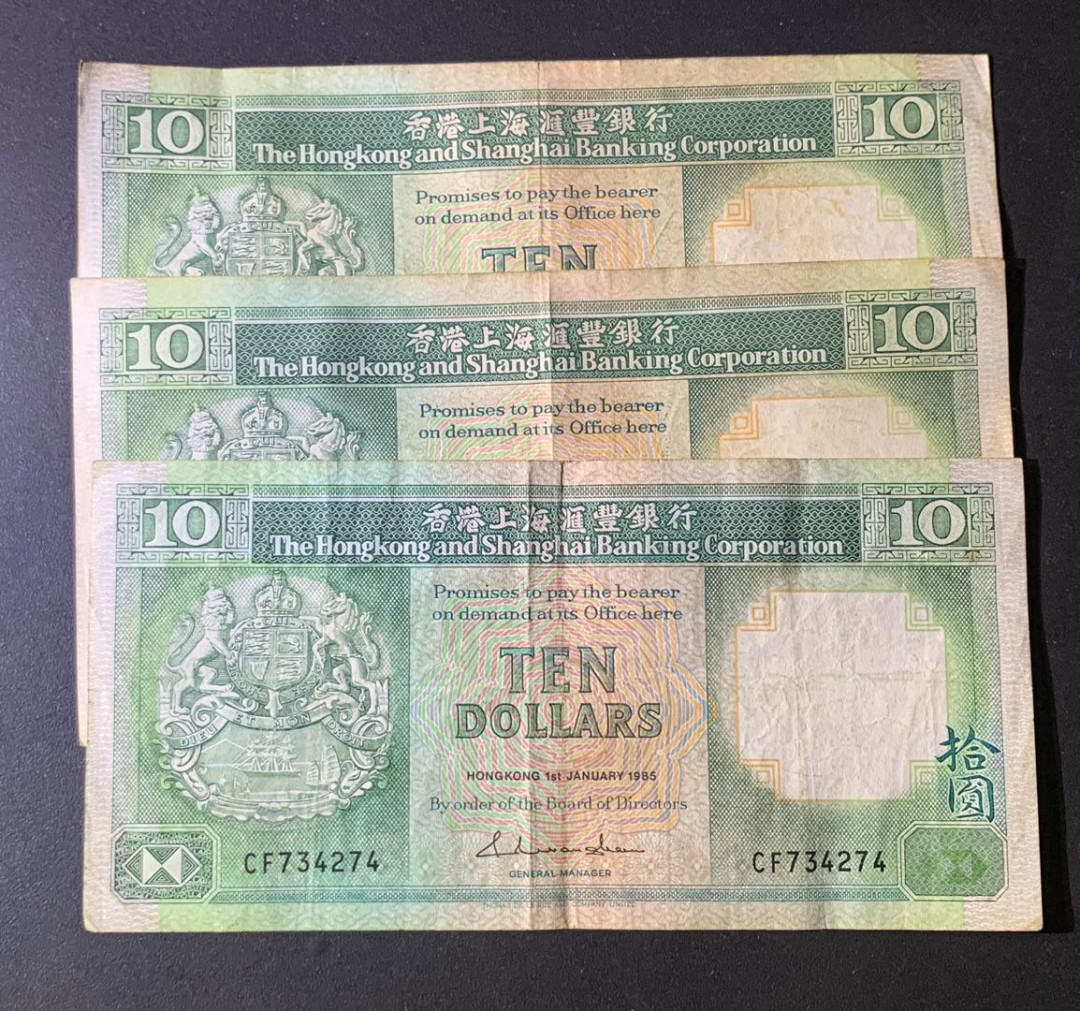 10 香港上海滙豐銀行 10
The Hongkong and Shanghai Banking Corporation
Promises to pay the bearer
on demand at its Office here
TEN
10 香港上海滙豐銀行 10
The Hongkong and Shanghai Banking Corporation
Promises to pay the bearer
on demand at its Office here
10 香港上海滙豐銀行 10
The Hongkong and Shanghai Banking Corporation
Promises to pay the bearer
on demand at its Office here
TEN
DOLLARS
HONGKONG 1st JANUARY 1985
By order of the Board of Directors
拾
圓
CF734274 CF734274
GENERAL MANAGER